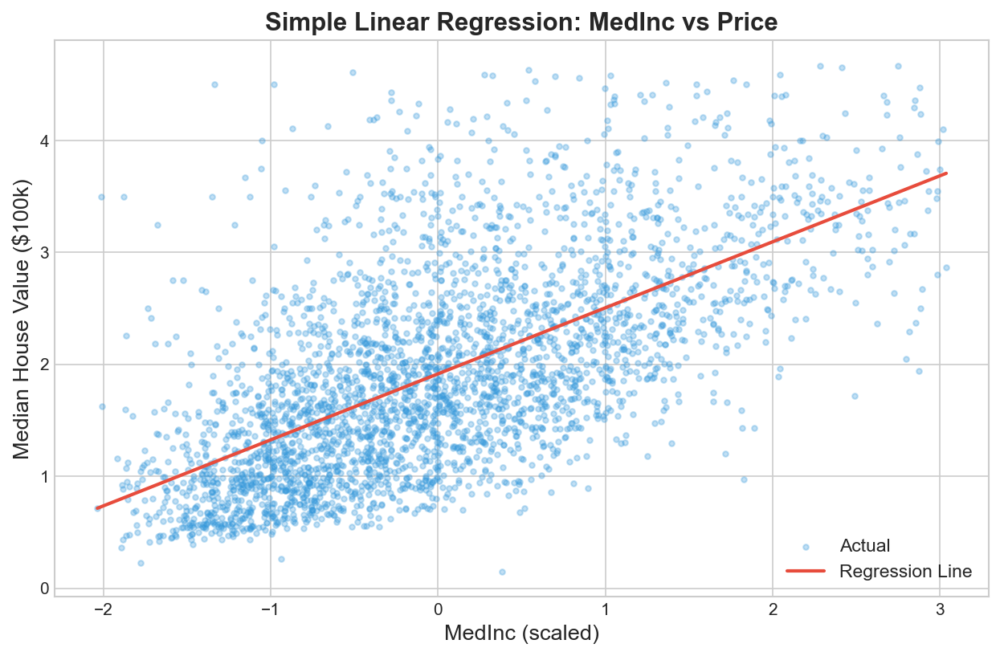 Simple Linear Regression: MedInc vs Price
Median House Value ($100k)
4
3
2
1
0
−2 −1 0 1 2 3
MedInc (scaled)
Actual
Regression Line